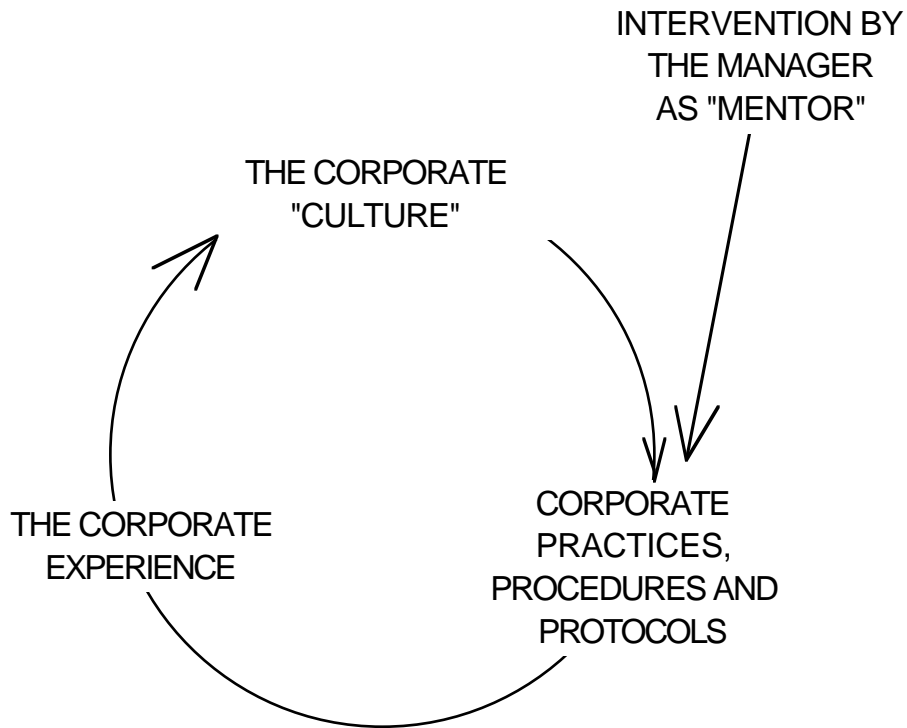 INTERVENTION BY
THE MANAGER
AS "MENTOR"
THE CORPORATE
"CULTURE"
CORPORATE
PRACTICES,
PROCEDURES AND
PROTOCOLS
THE CORPORATE
EXPERIENCE